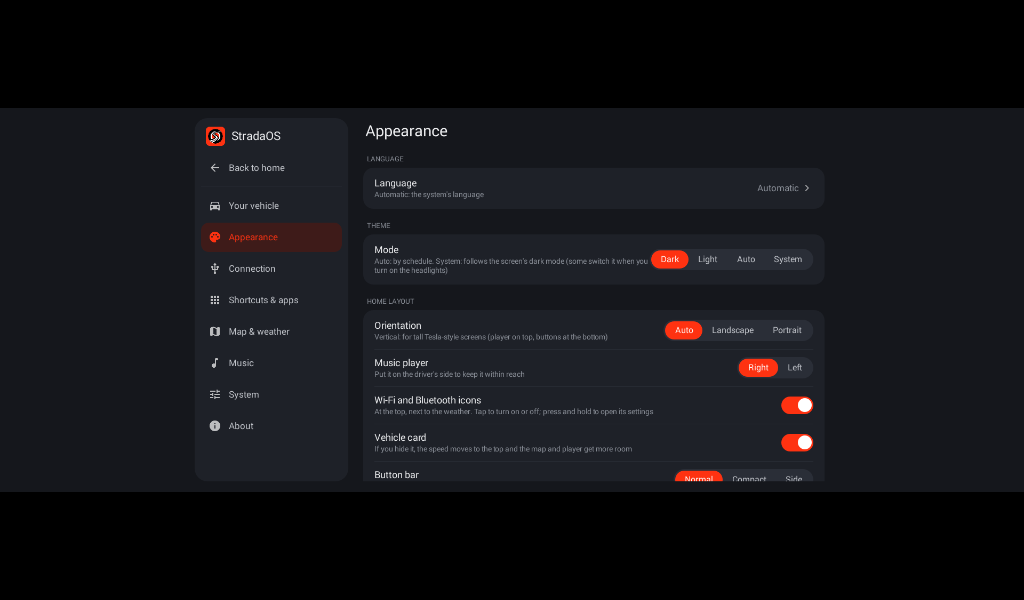 StradaOS
Back to home
Your vehicle
Appearance
Connection
Shortcuts & apps
Map & weather
Music
System
About
Appearance
LANGUAGE
Language
Automatic: the system's language
Automatic
THEME
Mode
Auto: by schedule. System: follows the screen's dark mode (some switch it when you
turn on the headlights)
Dark Light Auto System
HOME LAYOUT
Orientation
Vertical: for tall Tesla-style screens (player on top, buttons at the bottom)
Auto Landscape Portrait
Music player
Put it on the driver's side to keep it within reach
Right Left
Wi-Fi and Bluetooth icons
At the top, next to the weather. Tap to turn on or off; press and hold to open its settings
Vehicle card
If you hide it, the speed moves to the top and the map and player get more room
Button bar
Normal Compact Side